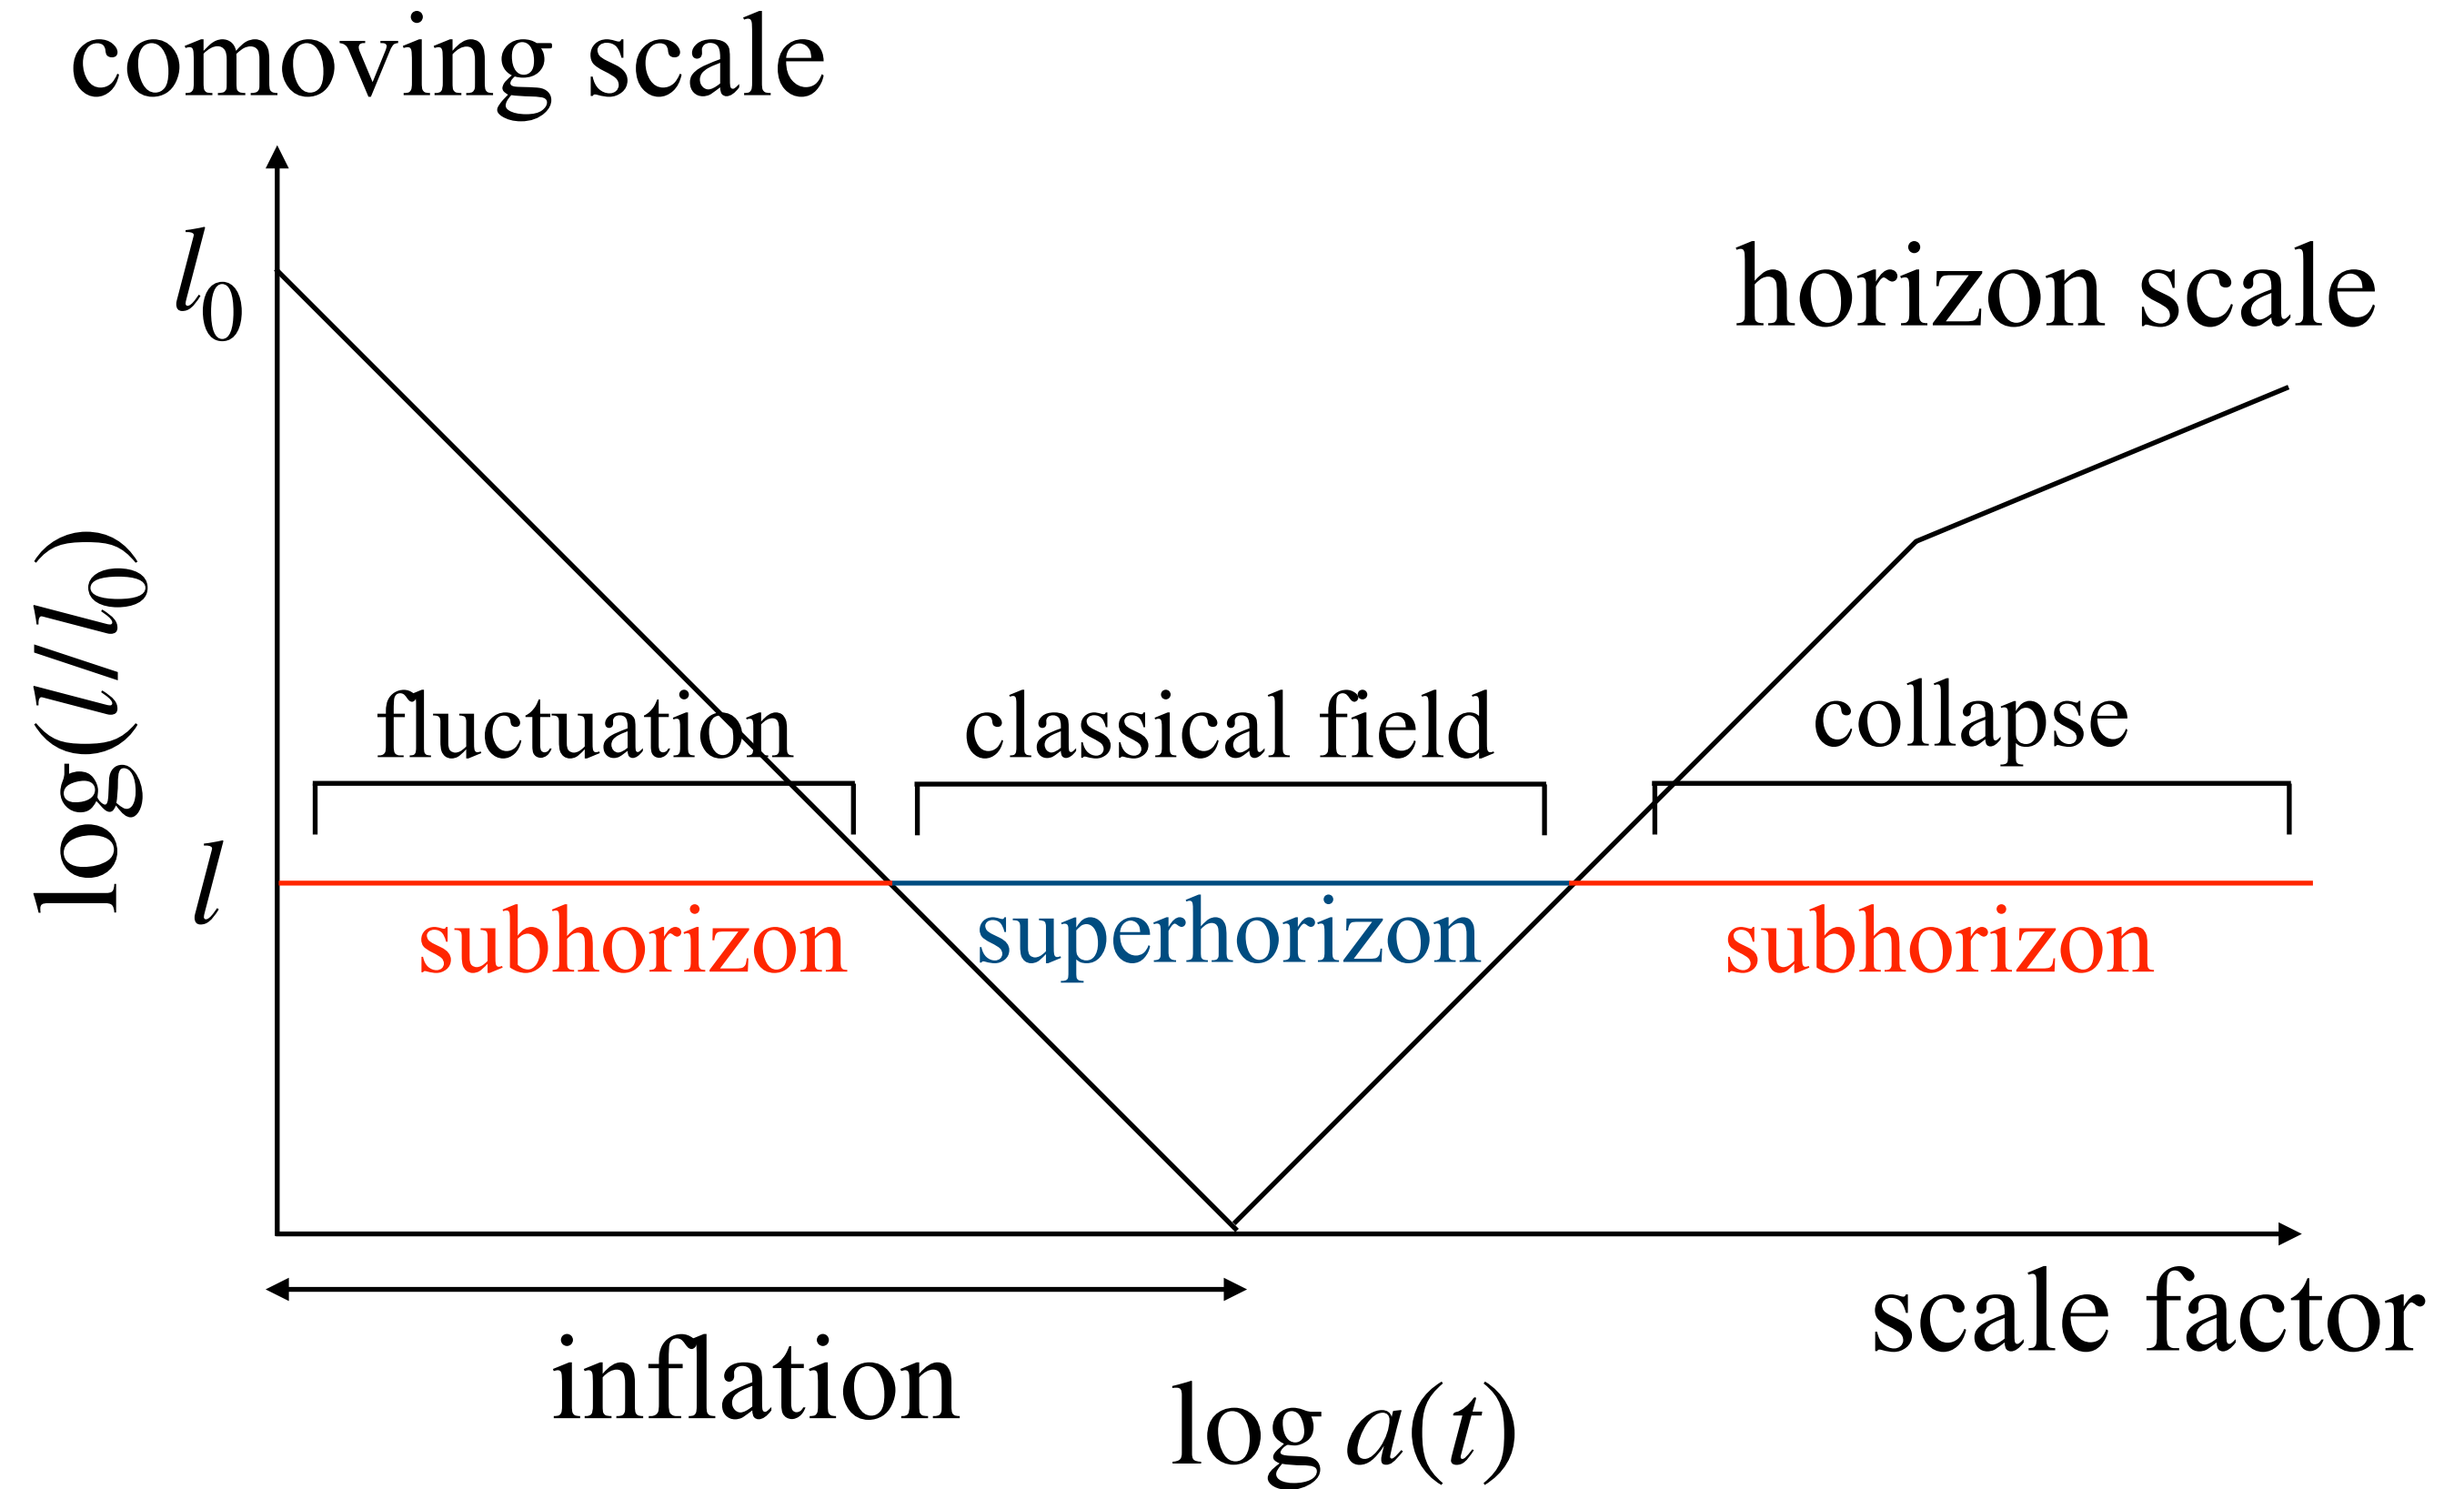 comoving scale
l₀
horizon scale
log(l/l₀)
fluctuation
classical field
collapse
l
subhorizon
superhorizon
subhorizon
scale factor
inflation
log a(t)